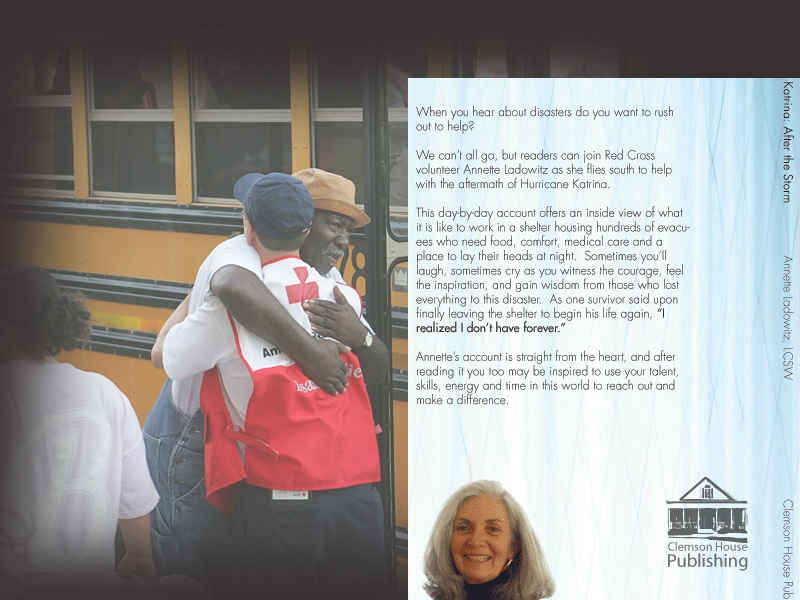 When you hear about disasters do you want to rush
out to help?
We can't all go, but readers can join Red Cross
volunteer Annette Ladowitz as she flies south to help
with the aftermath of Hurricane Katrina.
This day-by-day account offers an inside view of what
it is like to work in a shelter housing hundreds of evacu-
ees who need food, comfort, medical care and a
place to lay their heads at night. Sometimes you'll
laugh, sometimes cry as you witness the courage, feel
the inspiration, and gain wisdom from those who lost
everything to this disaster. As one survivor said upon
finally leaving the shelter to begin his life again, "I
realized I don't have forever."
Annette's account is straight from the heart, and after
reading it you too may be inspired to use your talent,
skills, energy and time in this world to reach out and
make a difference.
Clemson House
Publishing
Katrina: After the Storm
Annette Ladowitz, LCSW
Clemson House Pub
78
Am